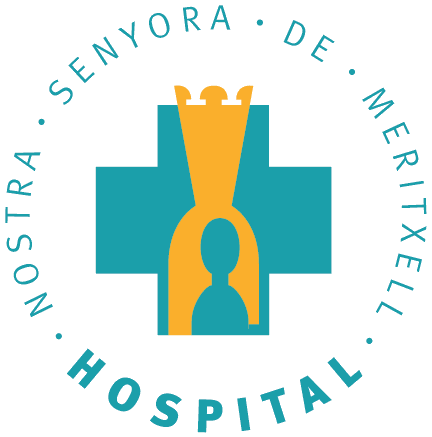 · NOSTRA · SENYORA · DE · MERITXELL ·
HOSPITAL